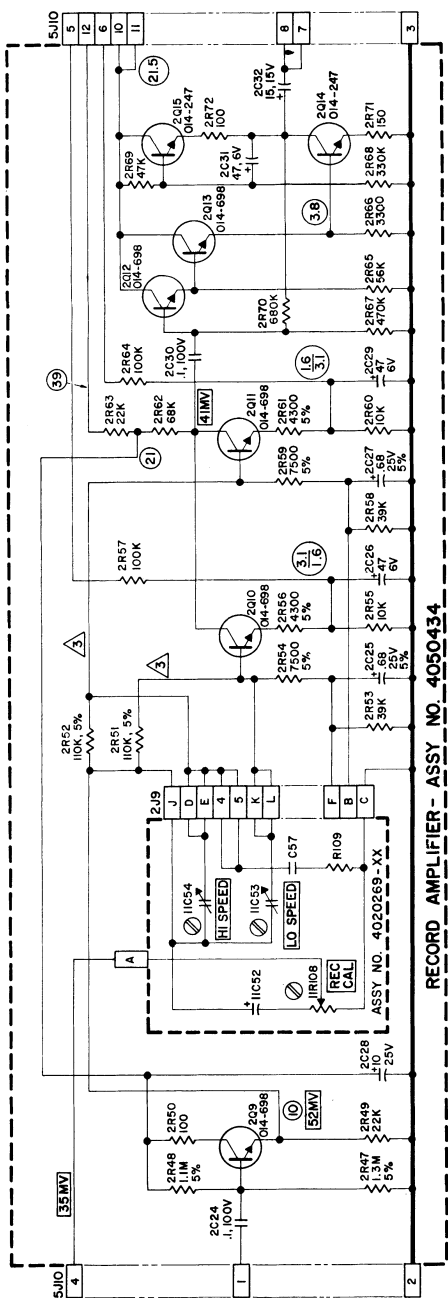 5J10
5
12
6
10
11
8
7
3
21.5
2Q15
014-247
2R72
100
2C32
15, 15V
2Q14
014-247
2R71
150
2R69
47K
2C31
47, 6V
2R68
330K
2Q13
014-698
3.8
2R66
3300
2Q12
014-698
2R65
56K
2R70
680K
2R67
470K
2R64
100K
2C30
.1, 100V
39
2R63
22K
2R62
68K
21
41MV
2Q11
014-698
2R61
4300
5%
1.6
3.1
2C29
47
6V
2R60
10K
2R59
7500
5%
2C27
.68
25V
5%
2R58
39K
2R57
100K
3.1
1.6
2C26
47
6V
2Q10
014-698
2R56
4300
5%
2R55
10K
2R54
7500
5%
2C25
.68
25V
5%
2R53
39K
3
3
2R52
110K, 5%
2R51
110K, 5%
2J9
J
D
E
4
5
K
L
F
B
C
11C54
HI SPEED
11C53
LO SPEED
C57
R109
A
11C52
11R108
REC
CAL
ASSY NO. 4020269-XX
2C28
10
25V
2R50
100
2Q9
014-698
10
52MV
2R49
22K
2R48
1.1M
5%
2R47
1.3M
5%
2C24
.1, 100V
35MV
5J10
4
1
2
RECORD AMPLIFIER - ASSY NO. 4050434